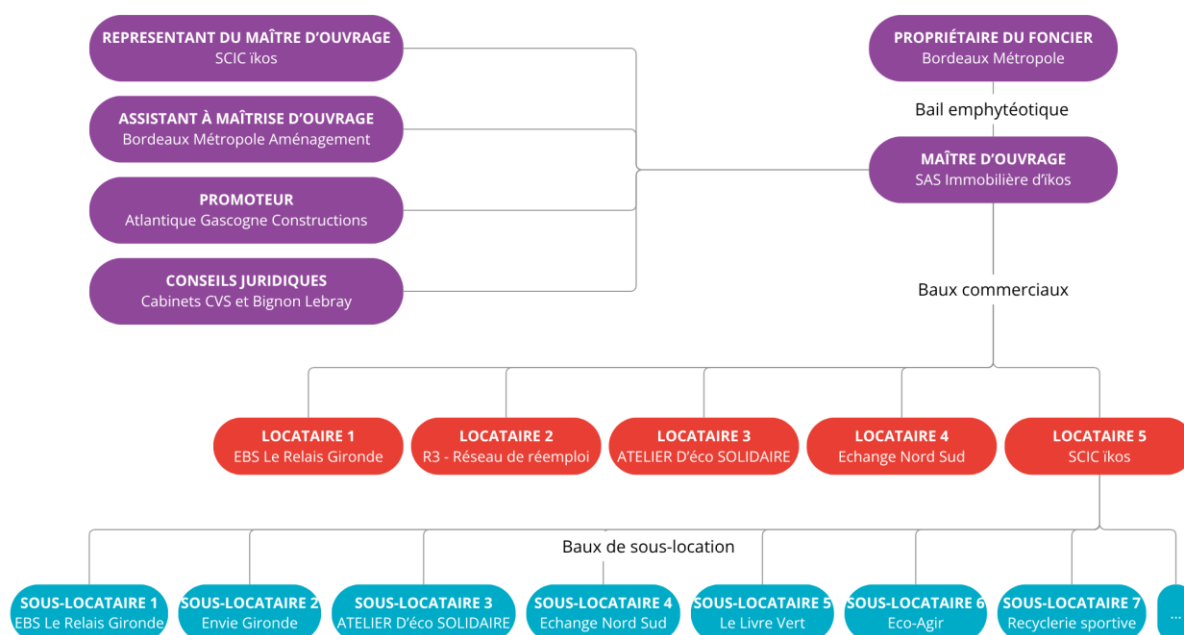 REPRESENTANT DU MAÎTRE D'OUVRAGE
SCIC ïkos
PROPRIÉTAIRE DU FONCIER
Bordeaux Métropole
ASSISTANT À MAÎTRISE D'OUVRAGE
Bordeaux Métropole Aménagement
Bail emphytéotique
MAÎTRE D'OUVRAGE
SAS Immobilière d'ïkos
PROMOTEUR
Atlantique Gascogne Constructions
CONSEILS JURIDIQUES
Cabinets CVS et Bignon Lebray
Baux commerciaux
LOCATAIRE 1
EBS Le Relais Gironde
LOCATAIRE 2
R3 - Réseau de réemploi
LOCATAIRE 3
ATELIER D'éco SOLIDAIRE
LOCATAIRE 4
Echange Nord Sud
LOCATAIRE 5
SCIC ïkos
Baux de sous-location
SOUS-LOCATAIRE 1
EBS Le Relais Gironde
SOUS-LOCATAIRE 2
Envie Gironde
SOUS-LOCATAIRE 3
ATELIER D'éco SOLIDAIRE
SOUS-LOCATAIRE 4
Echange Nord Sud
SOUS-LOCATAIRE 5
Le Livre Vert
SOUS-LOCATAIRE 6
Eco-Agir
SOUS-LOCATAIRE 7
Recyclerie sportive
...